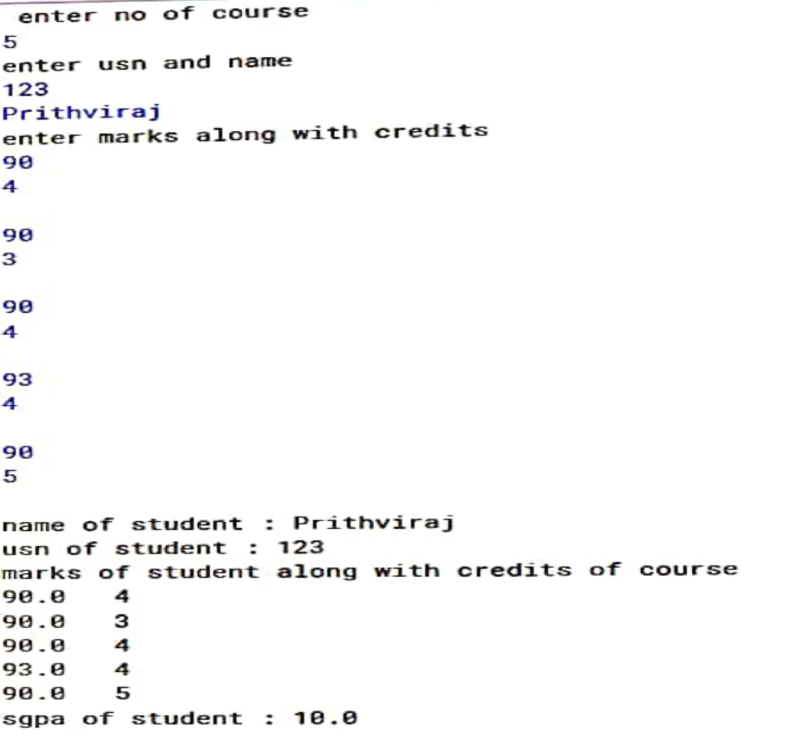 enter no of course
5
enter usn and name
123
Prithviraj
enter marks along with credits
90
4
90
3
90
4
93
4
90
5
name of student : Prithviraj
usn of student : 123
marks of student along with credits of course
90.0 4
90.0 3
90.0 4
93.0 4
90.0 5
sgpa of student : 10.0